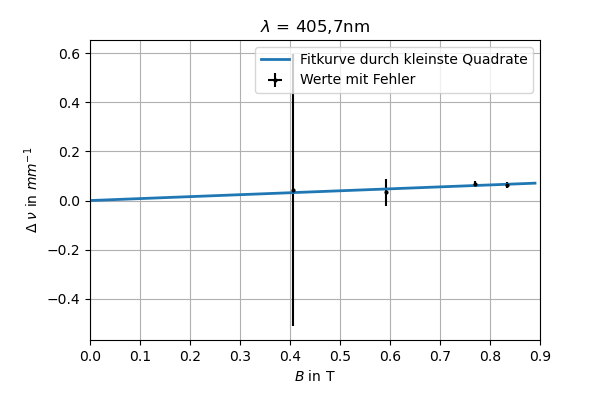 λ = 405,7nm
Fitkurve durch kleinste Quadrate
Werte mit Fehler
Δ ν in mm⁻¹
0.6
0.4
0.2
0.0
−0.2
−0.4
0.0 0.1 0.2 0.3 0.4 0.5 0.6 0.7 0.8 0.9
B in T